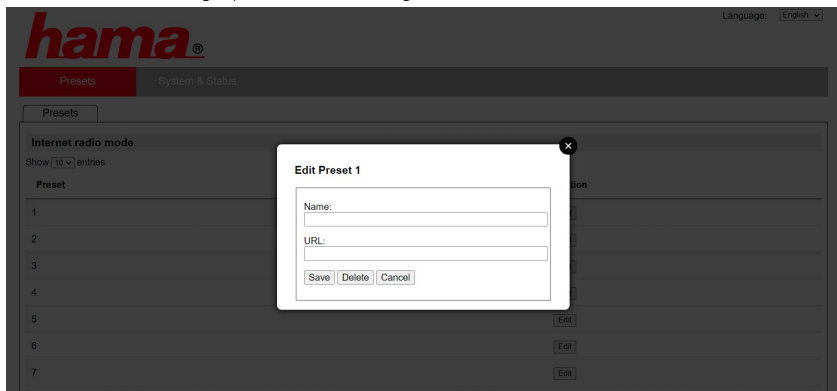 Language: English
hama®
Presets System & Status
Presets
Internet radio mode
Show 10 entries
Preset
Edit Preset 1
Name:
URL:
Save Delete Cancel
1
2
3
4
5 Edit
6 Edit
7 Edit